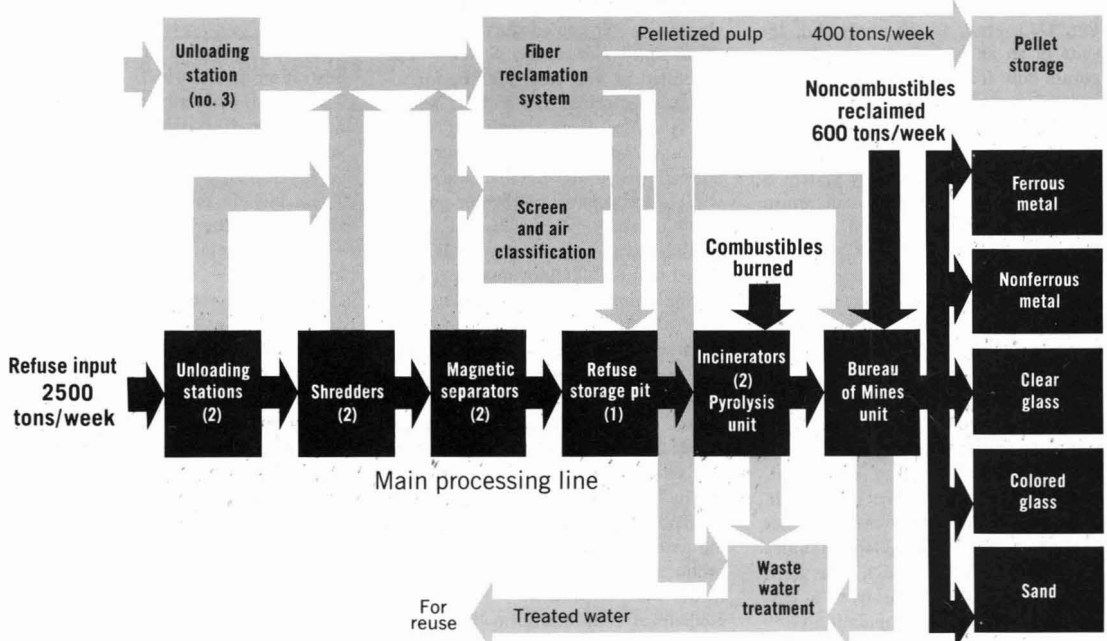 Unloading
station
(no. 3)
Fiber
reclamation
system
Pelletized pulp 400 tons/week
Pellet
storage
Noncombustibles
reclaimed
600 tons/week
Screen
and air
classification
Combustibles
burned
Ferrous
metal
Nonferrous
metal
Clear
glass
Colored
glass
Sand
Refuse input
2500
tons/week
Unloading
stations
(2)
Shredders
(2)
Magnetic
separators
(2)
Refuse
storage pit
(1)
Incinerators
(2)
Pyrolysis
unit
Bureau
of Mines
unit
Main processing line
Waste
water
treatment
Treated water
For
reuse